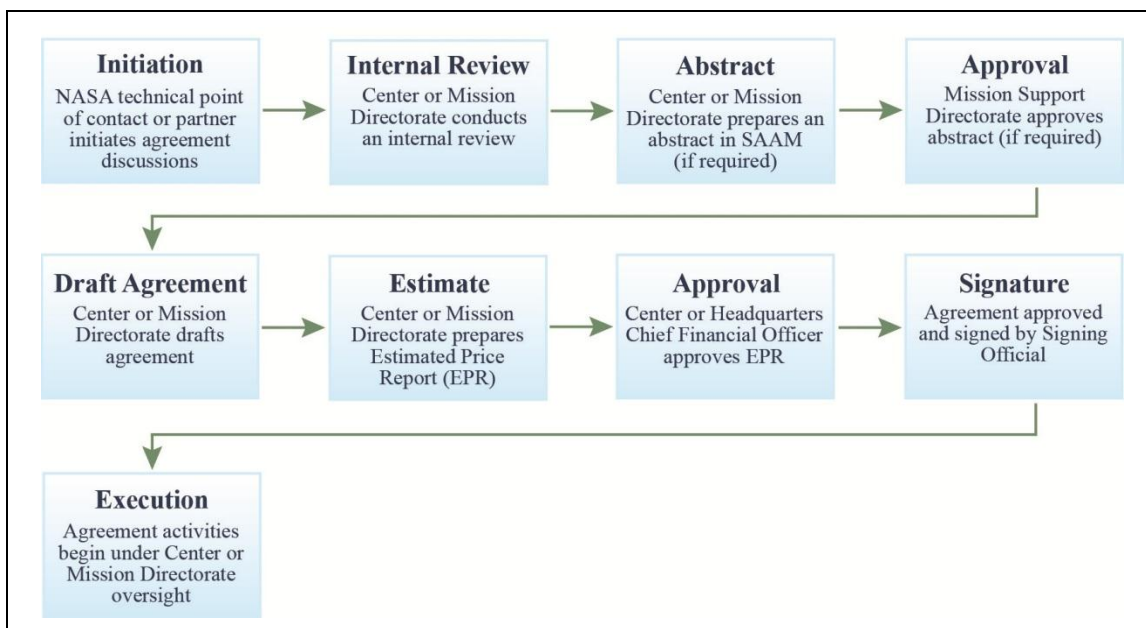 Initiation
NASA technical point
of contact or partner
initiates agreement
discussions
Internal Review
Center or Mission
Directorate conducts
an internal review
Abstract
Center or Mission
Directorate prepares an
abstract in SAAM
(if required)
Approval
Mission Support
Directorate approves
abstract (if required)
Draft Agreement
Center or Mission
Directorate drafts
agreement
Estimate
Center or Mission
Directorate prepares
Estimated Price
Report (EPR)
Approval
Center or Headquarters
Chief Financial Officer
approves EPR
Signature
Agreement approved
and signed by Signing
Official
Execution
Agreement activities
begin under Center or
Mission Directorate
oversight